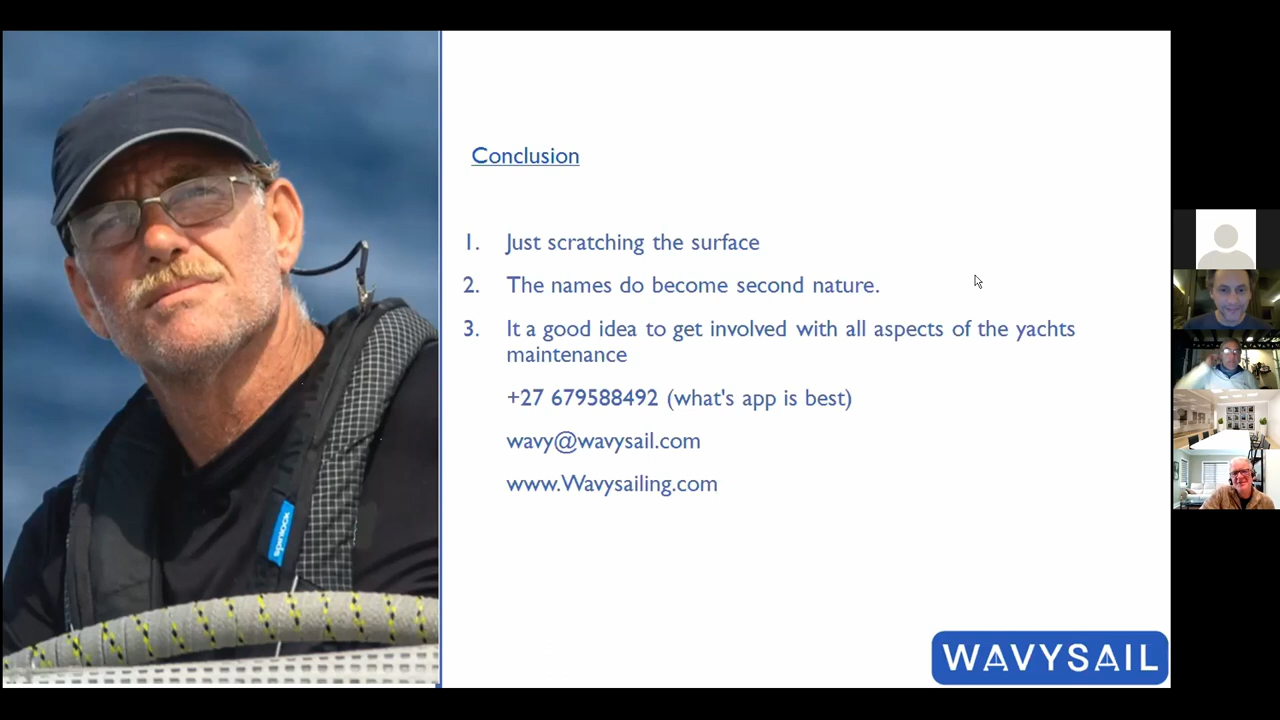 Conclusion
1. Just scratching the surface
2. The names do become second nature.
3. It a good idea to get involved with all aspects of the yachts
maintenance
+27 679588492 (what's app is best)
wavy@wavysail.com
www.Wavysailing.com
spinlock
WAVYSAIL